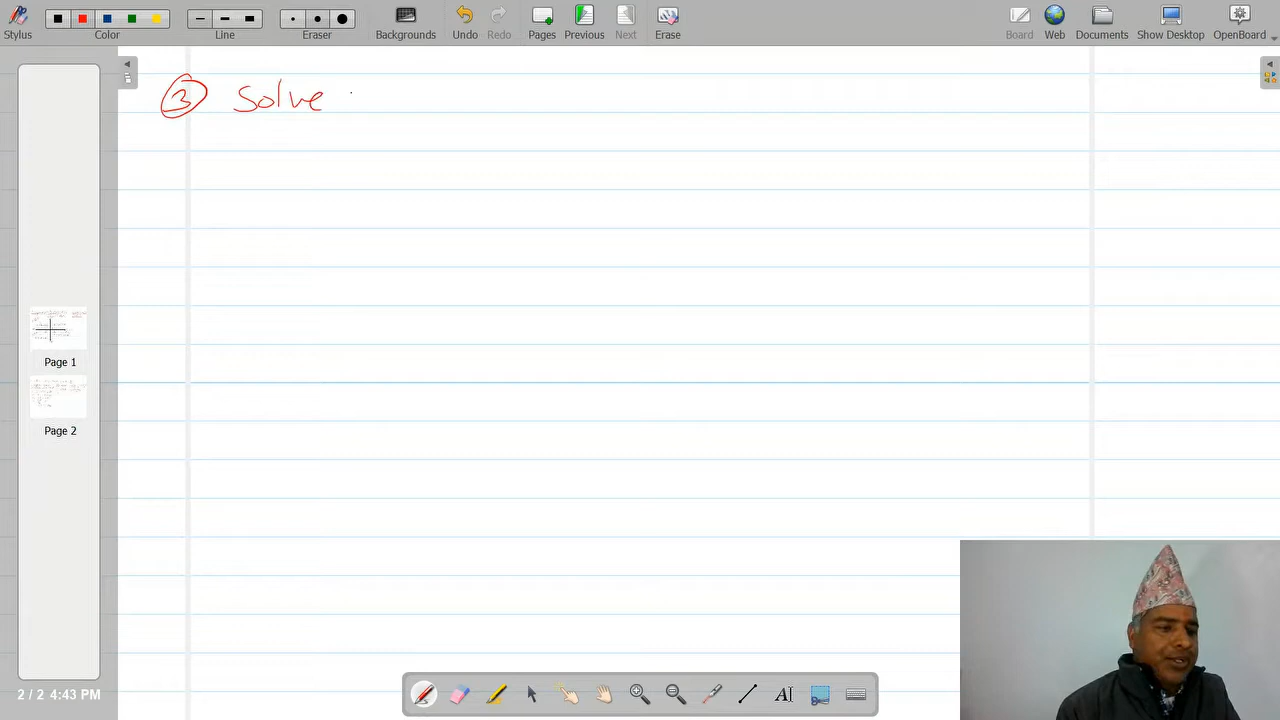 Stylus
Color
Line
Eraser
Backgrounds
Undo
Redo
Pages
Previous
Next
Erase
Board
Web
Documents
Show Desktop
OpenBoard
③ Solve
Page 1
Page 2
2 / 2 4:43 PM
AI